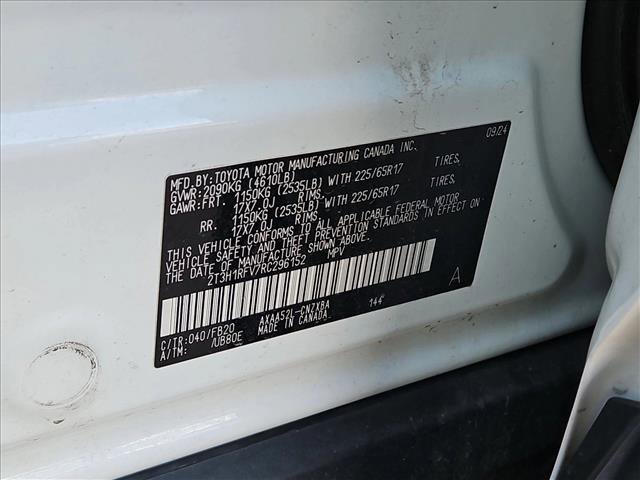 MFD.BY:TOYOTA MOTOR MANUFACTURING CANADA INC. 09/24
GVWR:2090KG (4610LB)
GAWR:FRT. 1150KG (2535LB) WITH 225/65R17 TIRES,
17X7.0J RIMS,
RR. 1150KG (2535LB) WITH 225/65R17 TIRES,
17X7.0J RIMS.
THIS VEHICLE CONFORMS TO ALL APPLICABLE FEDERAL MOTOR
VEHICLE SAFETY AND THEFT PREVENTION STANDARDS IN EFFECT ON
THE DATE OF MANUFACTURE SHOWN ABOVE.
2T3H1RFV7RC296152 MPV
A
C/TR:040/FB20 AXAA52L-CNZXBA 144
A/TM: /UB80E MADE IN CANADA